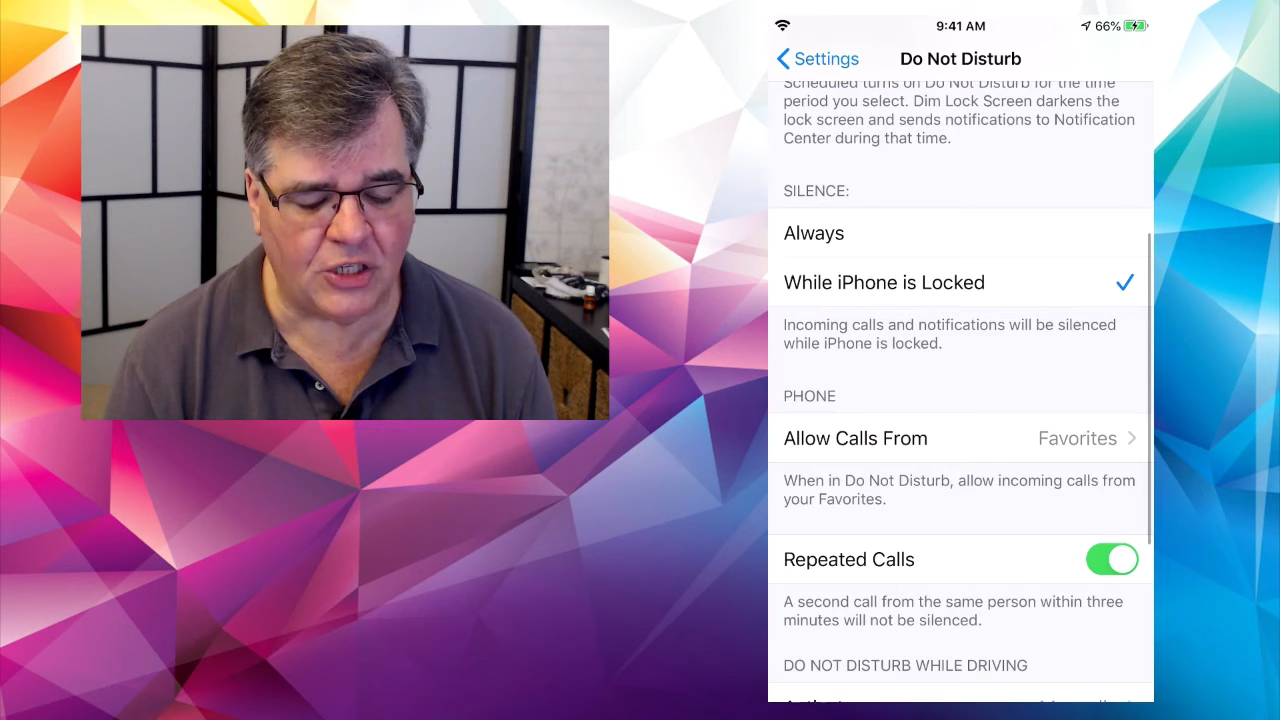 9:41 AM
66%
Settings
Do Not Disturb
Scheduled turns on Do Not Disturb for the time
period you select. Dim Lock Screen darkens the
lock screen and sends notifications to Notification
Center during that time.
SILENCE:
Always
While iPhone is Locked
Incoming calls and notifications will be silenced
while iPhone is locked.
PHONE
Allow Calls From
Favorites
When in Do Not Disturb, allow incoming calls from
your Favorites.
Repeated Calls
A second call from the same person within three
minutes will not be silenced.
DO NOT DISTURB WHILE DRIVING